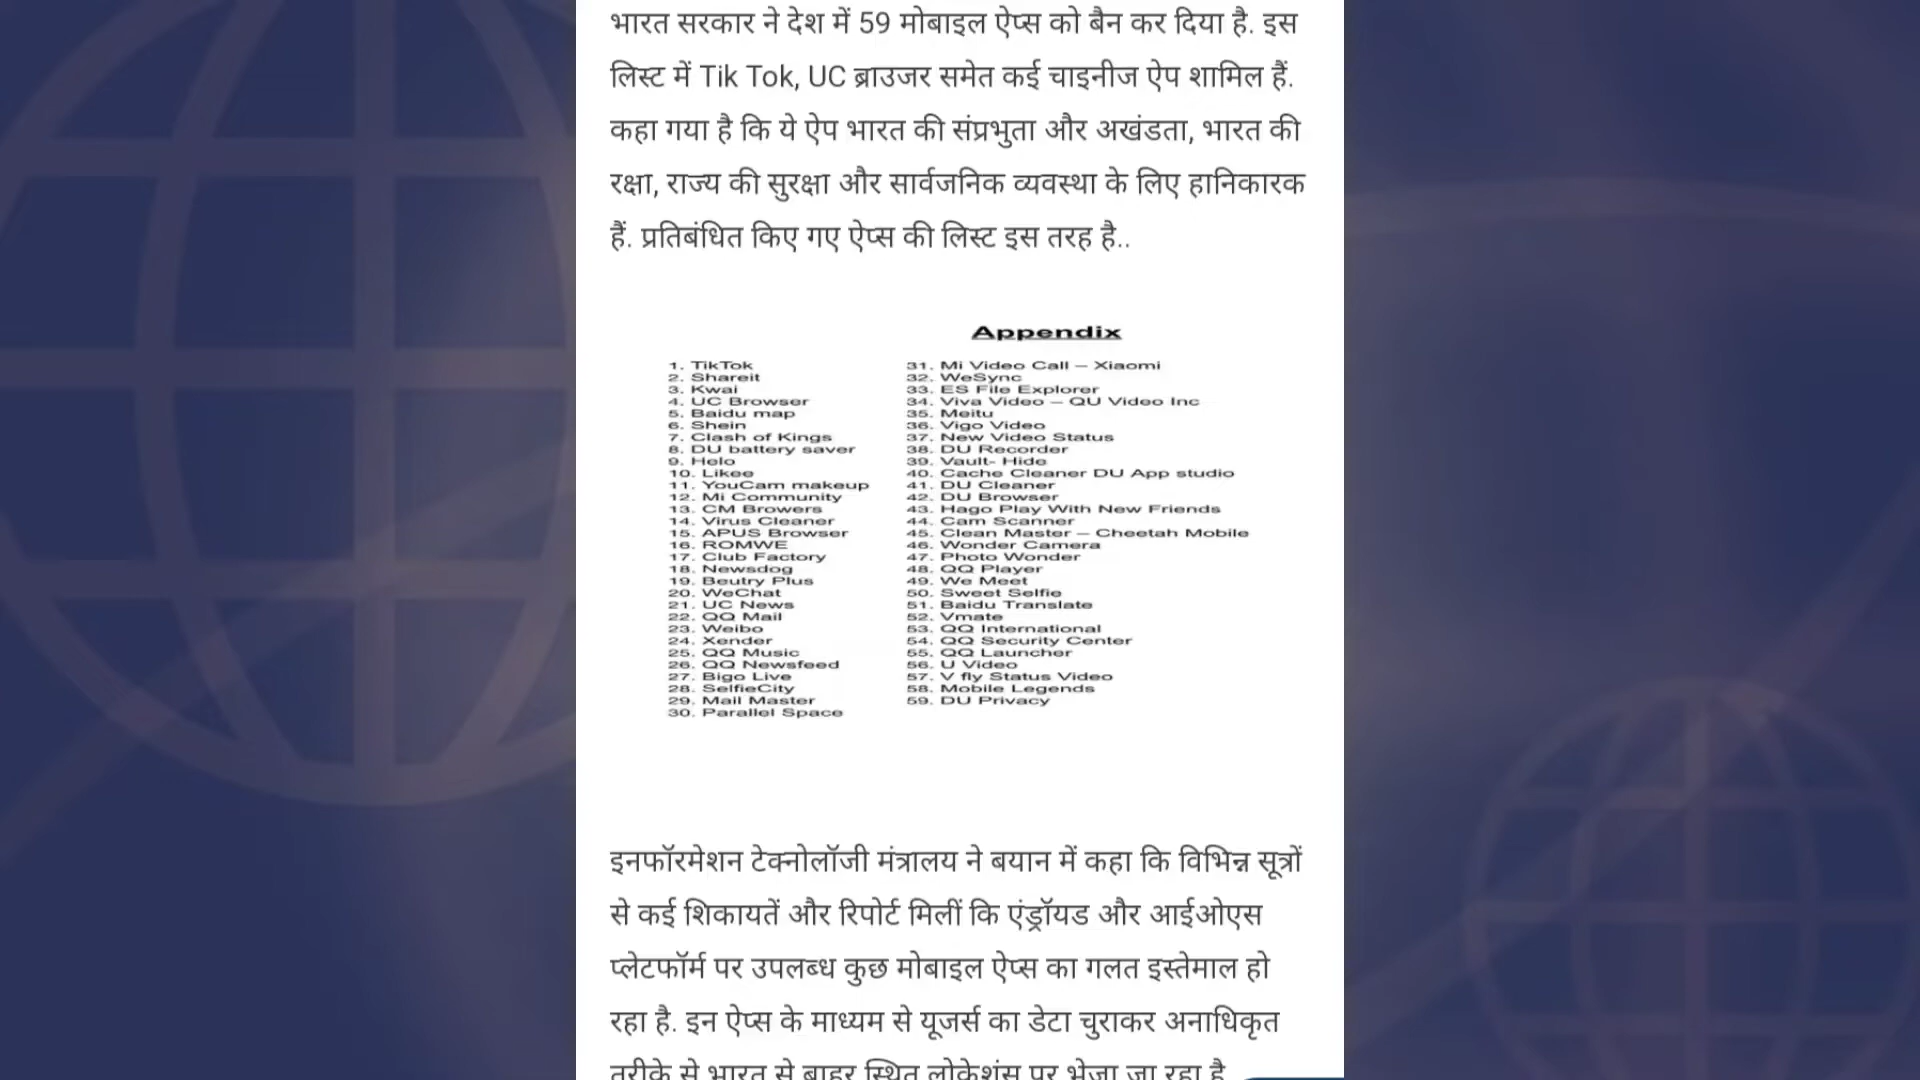 भारत सरकार ने देश में 59 मोबाइल ऐप्स को बैन कर दिया है. इस
लिस्ट में Tik Tok, UC ब्राउजर समेत कई चाइनीज ऐप शामिल हैं.
कहा गया है कि ये ऐप भारत की संप्रभुता और अखंडता, भारत की
रक्षा, राज्य की सुरक्षा और सार्वजनिक व्यवस्था के लिए हानिकारक
हैं. प्रतिबंधित किए गए ऐप्स की लिस्ट इस तरह है..
Appendix
1. TikTok
2. Shareit
3. Kwai
4. UC Browser
5. Baidu map
6. Shein
7. Clash of Kings
8. DU battery saver
9. Helo
10. Likee
11. YouCam makeup
12. Mi Community
13. CM Browers
14. Virus Cleaner
15. APUS Browser
16. ROMWE
17. Club Factory
18. Newsdog
19. Beutry Plus
20. WeChat
21. UC News
22. QQ Mail
23. Weibo
24. Xender
25. QQ Music
26. QQ Newsfeed
27. Bigo Live
28. SelfieCity
29. Mail Master
30. Parallel Space
31. Mi Video Call – Xiaomi
32. WeSync
33. ES File Explorer
34. Viva Video – QU Video Inc
35. Meitu
36. Vigo Video
37. New Video Status
38. DU Recorder
39. Vault- Hide
40. Cache Cleaner DU App studio
41. DU Cleaner
42. DU Browser
43. Hago Play With New Friends
44. Cam Scanner
45. Clean Master – Cheetah Mobile
46. Wonder Camera
47. Photo Wonder
48. QQ Player
49. We Meet
50. Sweet Selfie
51. Baidu Translate
52. Vmate
53. QQ International
54. QQ Security Center
55. QQ Launcher
56. U Video
57. V fly Status Video
58. Mobile Legends
59. DU Privacy
इनफॉरमेशन टेक्नोलॉजी मंत्रालय ने बयान में कहा कि विभिन्न सूत्रों
से कई शिकायतें और रिपोर्ट मिलीं कि एंड्रॉयड और आईओएस
प्लेटफॉर्म पर उपलब्ध कुछ मोबाइल ऐप्स का गलत इस्तेमाल हो
रहा है. इन ऐप्स के माध्यम से यूजर्स का डेटा चुराकर अनाधिकृत
तरीके से भारत से बाहर स्थित लोकेशंस पर भेजा जा रहा है